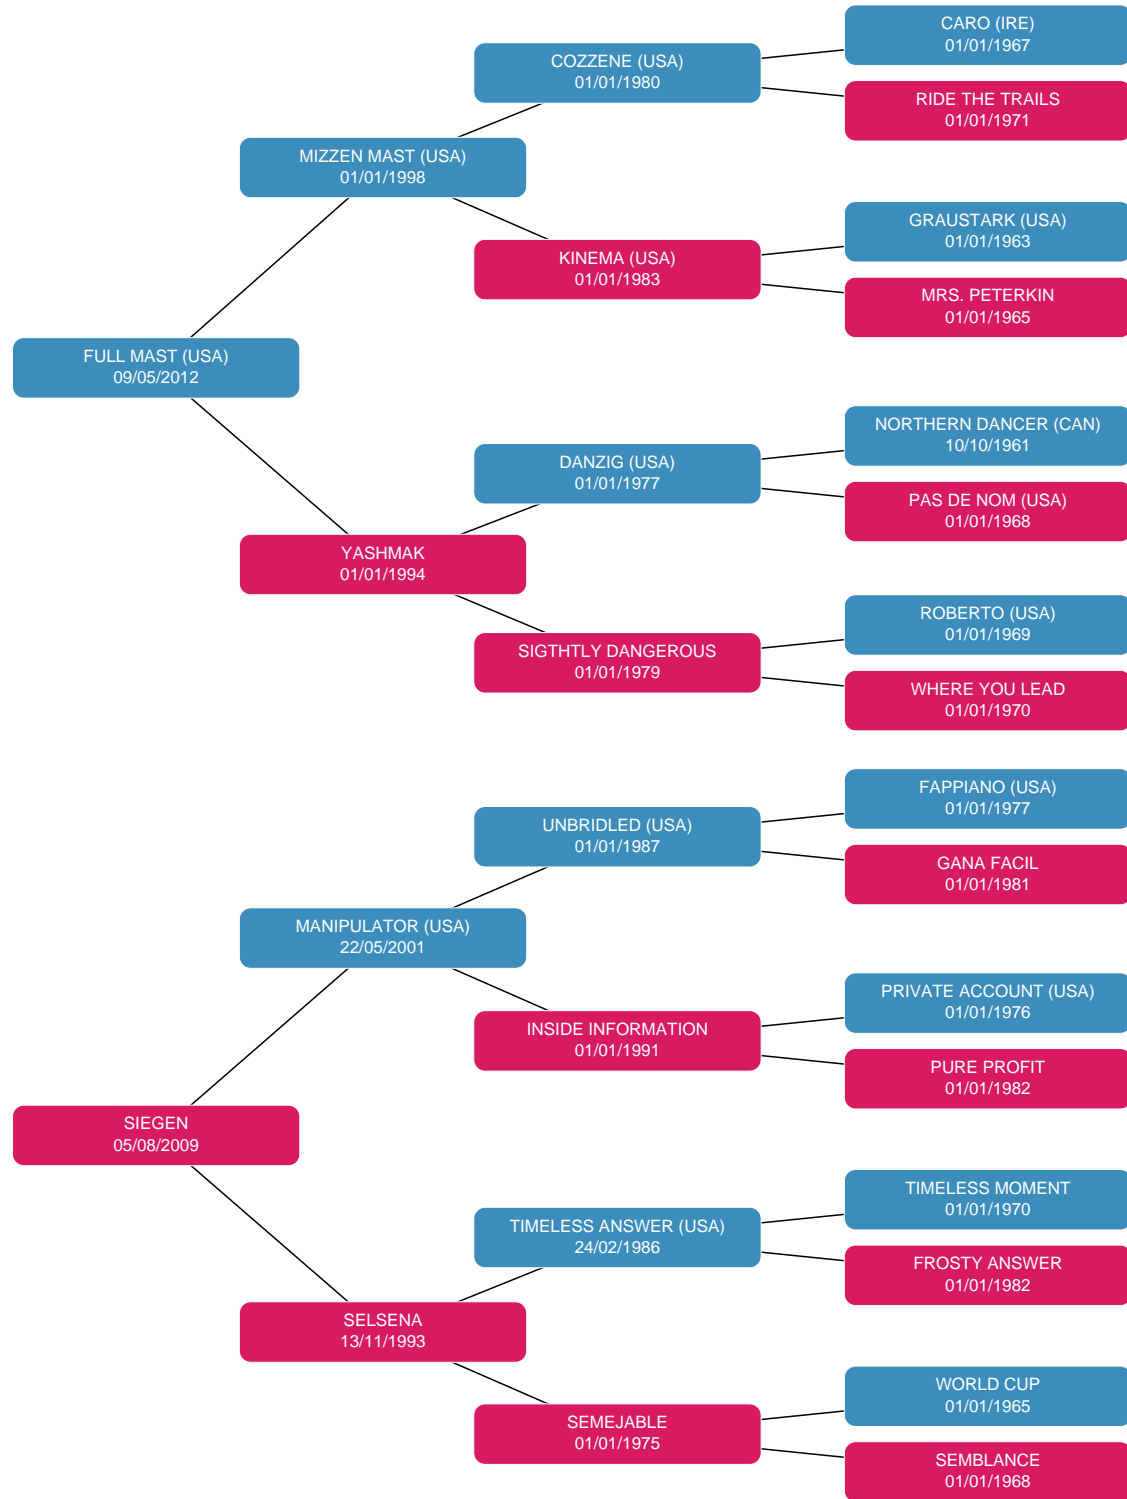 CARO (IRE)
01/01/1967
COZZENE (USA)
01/01/1980
RIDE THE TRAILS
01/01/1971
MIZZEN MAST (USA)
01/01/1998
GRAUSTARK (USA)
01/01/1963
KINEMA (USA)
01/01/1983
MRS. PETERKIN
01/01/1965
FULL MAST (USA)
09/05/2012
NORTHERN DANCER (CAN)
10/10/1961
DANZIG (USA)
01/01/1977
PAS DE NOM (USA)
01/01/1968
YASHMAK
01/01/1994
ROBERTO (USA)
01/01/1969
SIGTHTLY DANGEROUS
01/01/1979
WHERE YOU LEAD
01/01/1970
FAPPIANO (USA)
01/01/1977
UNBRIDLED (USA)
01/01/1987
GANA FACIL
01/01/1981
MANIPULATOR (USA)
22/05/2001
PRIVATE ACCOUNT (USA)
01/01/1976
INSIDE INFORMATION
01/01/1991
PURE PROFIT
01/01/1982
SIEGEN
05/08/2009
TIMELESS MOMENT
01/01/1970
TIMELESS ANSWER (USA)
24/02/1986
FROSTY ANSWER
01/01/1982
SELSENA
13/11/1993
WORLD CUP
01/01/1965
SEMEJABLE
01/01/1975
SEMBLANCE
01/01/1968